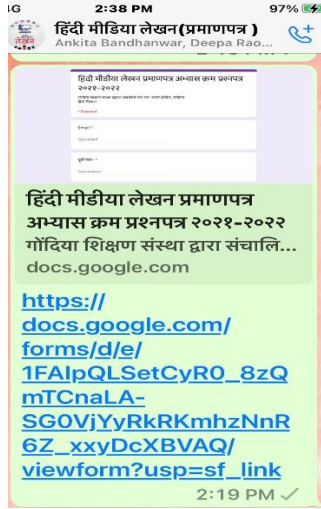 4G 2:38 PM 97%
हिंदी मीडिया लेखन(प्रमाणपत्र )
Ankita Bandhanwar, Deepa Rao...
हिंदी मीडीया लेखन प्रमाणपत्र अभ्यास क्रम प्रश्नपत्र
२०२१-२०२२
* Required
Email *
हिंदी मीडीया लेखन प्रमाणपत्र
अभ्यास क्रम प्रश्नपत्र २०२१-२०२२
गोंदिया शिक्षण संस्था द्वारा संचालि...
docs.google.com
https://
docs.google.com/
forms/d/e/
1FAIpQLSetCyR0_8zQ
mTCnaLA-
SG0VjYyRkRKmhzNnR
6Z_xxyDcXBVAQ/
viewform?usp=sf_link
2:19 PM